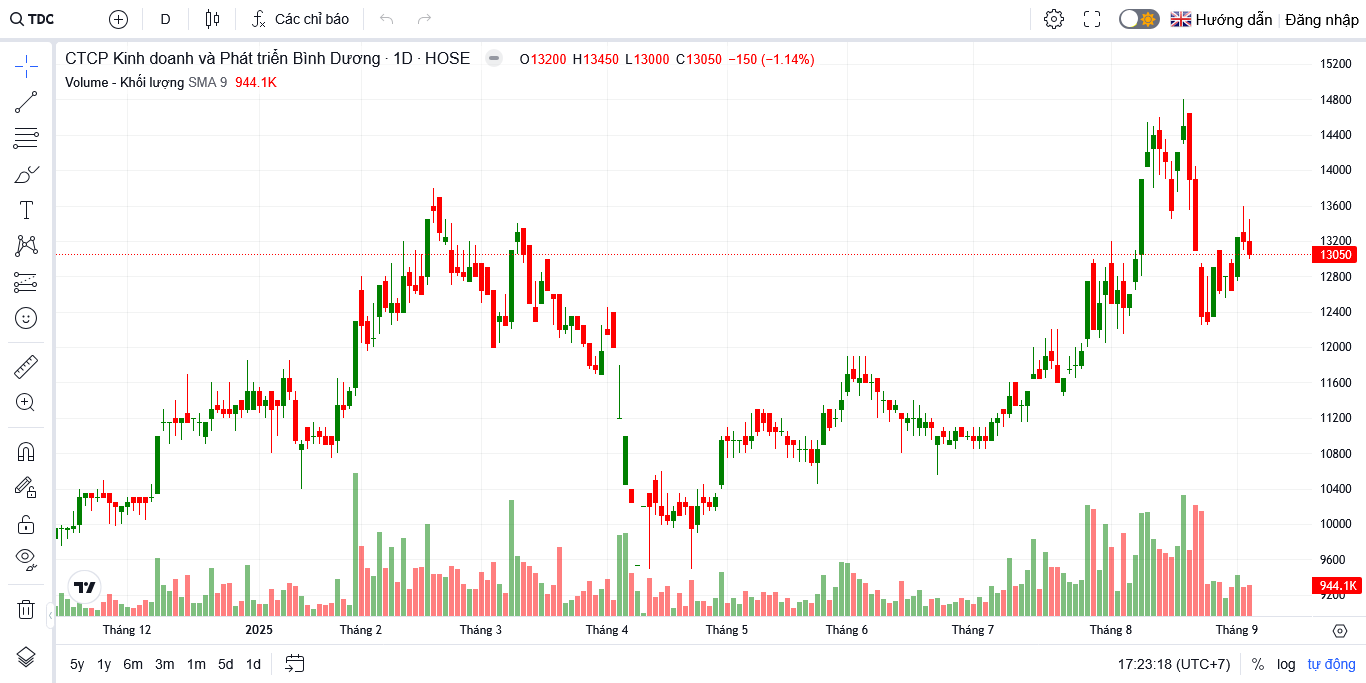 TDC D Các chỉ báo Hướng dẫn Đăng nhập
CTCP Kinh doanh và Phát triển Bình Dương · 1D · HOSE O13200 H13450 L13000 C13050 −150 (−1.14%)
Volume - Khối lượng SMA 9 944.1K
15200
14800
14400
14000
13600
13200
13050
12800
12400
12000
11600
11200
10800
10400
10000
9600
944.1K
9200
Tháng 12 2025 Tháng 2 Tháng 3 Tháng 4 Tháng 5 Tháng 6 Tháng 7 Tháng 8 Tháng 9
5y 1y 6m 3m 1m 5d 1d 17:23:18 (UTC+7) % log tự động